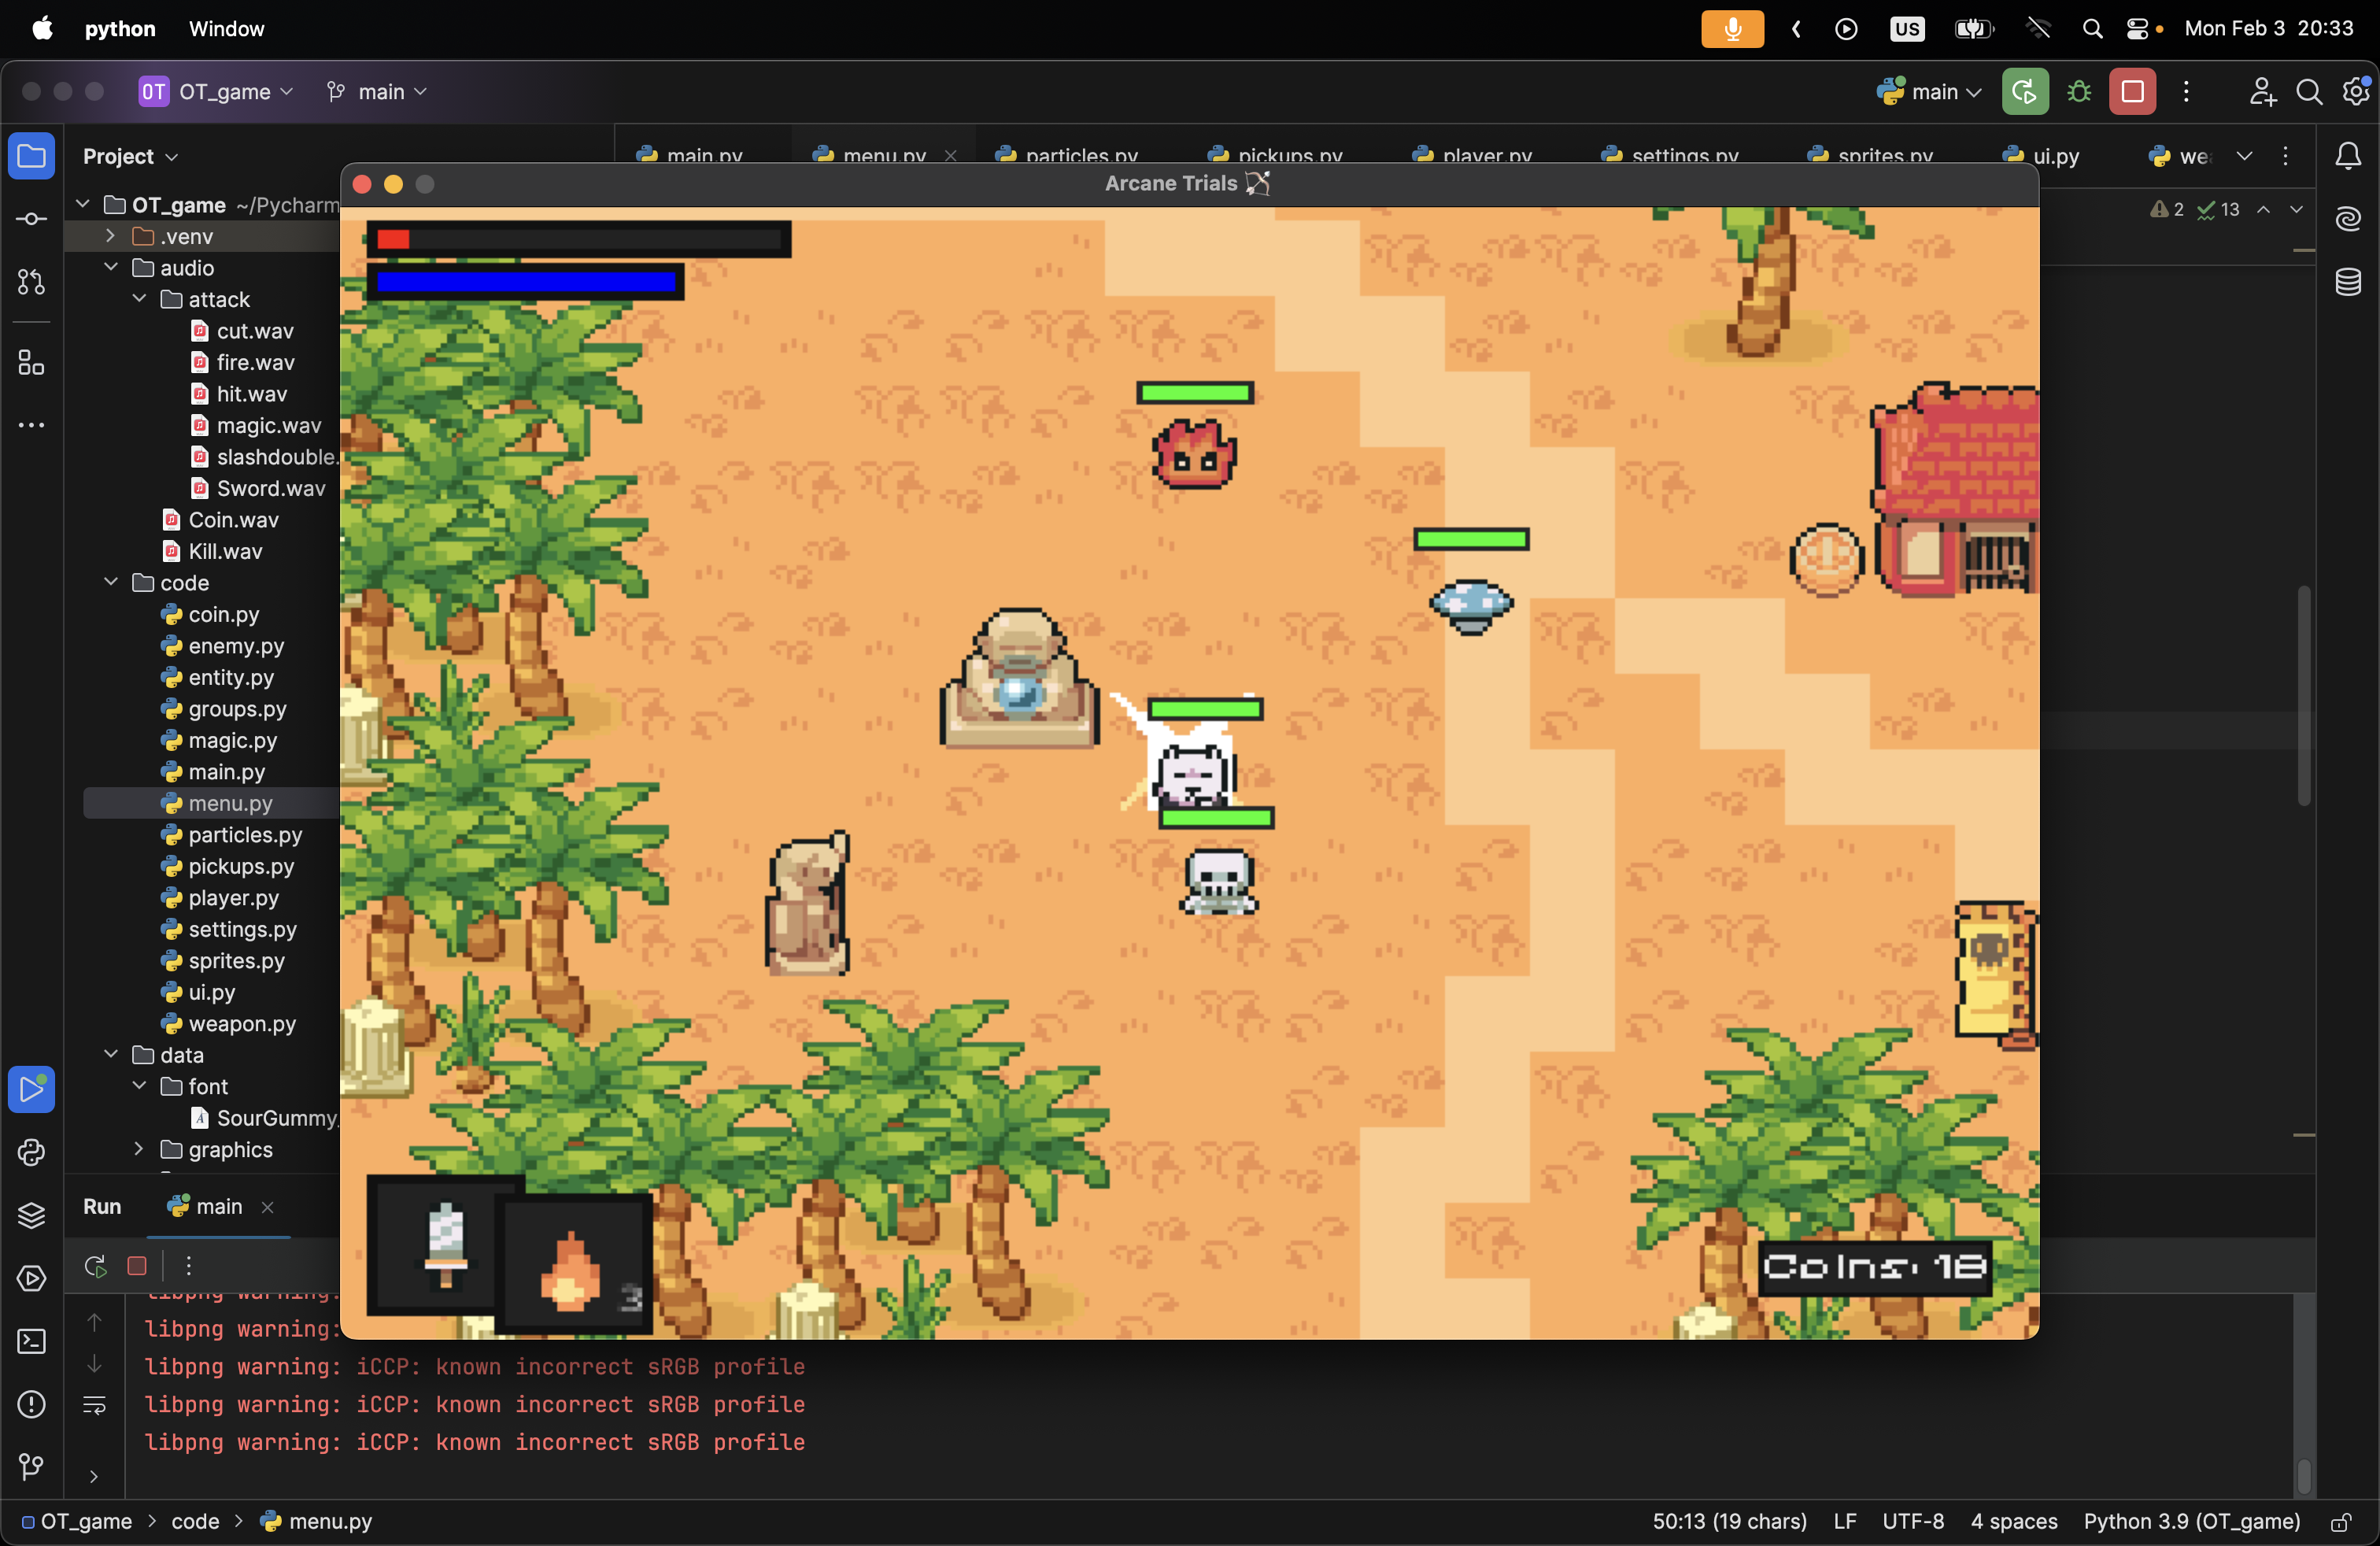 python Window US Mon Feb 3 20:33
OT OT_game main main
Project
main.py menu.py particles.py pickups.py player.py settings.py sprites.py ui.py we
Arcane Trials
OT_game ~/Pycharm
2 13
.venv
audio
attack
cut.wav
fire.wav
hit.wav
magic.wav
slashdouble.
Sword.wav
Coin.wav
Kill.wav
code
coin.py
enemy.py
entity.py
groups.py
magic.py
main.py
menu.py
particles.py
pickups.py
player.py
settings.py
sprites.py
ui.py
weapon.py
data
font
SourGummy_
graphics
Coins: 18
3
Run main
libpng warning:
libpng warning:
libpng warning: iCCP: known incorrect sRGB profile
libpng warning: iCCP: known incorrect sRGB profile
libpng warning: iCCP: known incorrect sRGB profile
OT_game > code > menu.py 50:13 (19 chars) LF UTF-8 4 spaces Python 3.9 (OT_game)